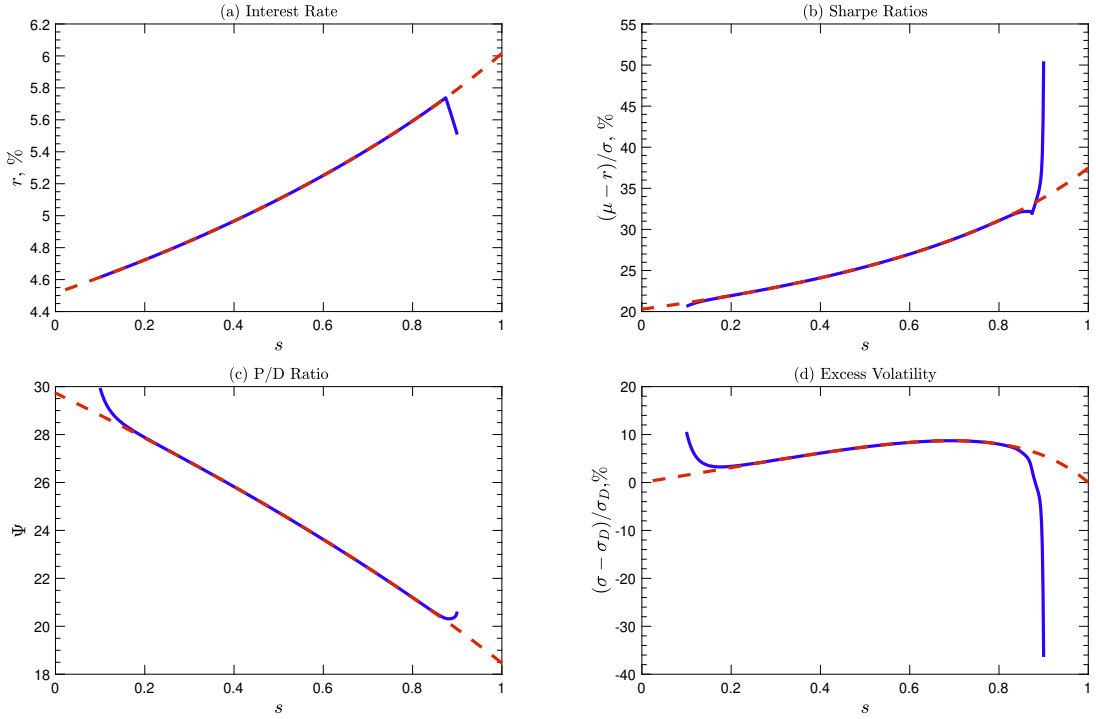 (a) Interest Rate
r, %
6.2
6
5.8
5.6
5.4
5.2
5
4.8
4.6
4.4
0 0.2 0.4 0.6 0.8 1
s
(b) Sharpe Ratios
(μ − r)/σ, %
55
50
45
40
35
30
25
20
0 0.2 0.4 0.6 0.8 1
s
(c) P/D Ratio
Ψ
30
28
26
24
22
20
18
0 0.2 0.4 0.6 0.8 1
s
(d) Excess Volatility
(σ − σ_D)/σ_D,%
20
10
0
-10
-20
-30
-40
0 0.2 0.4 0.6 0.8 1
s